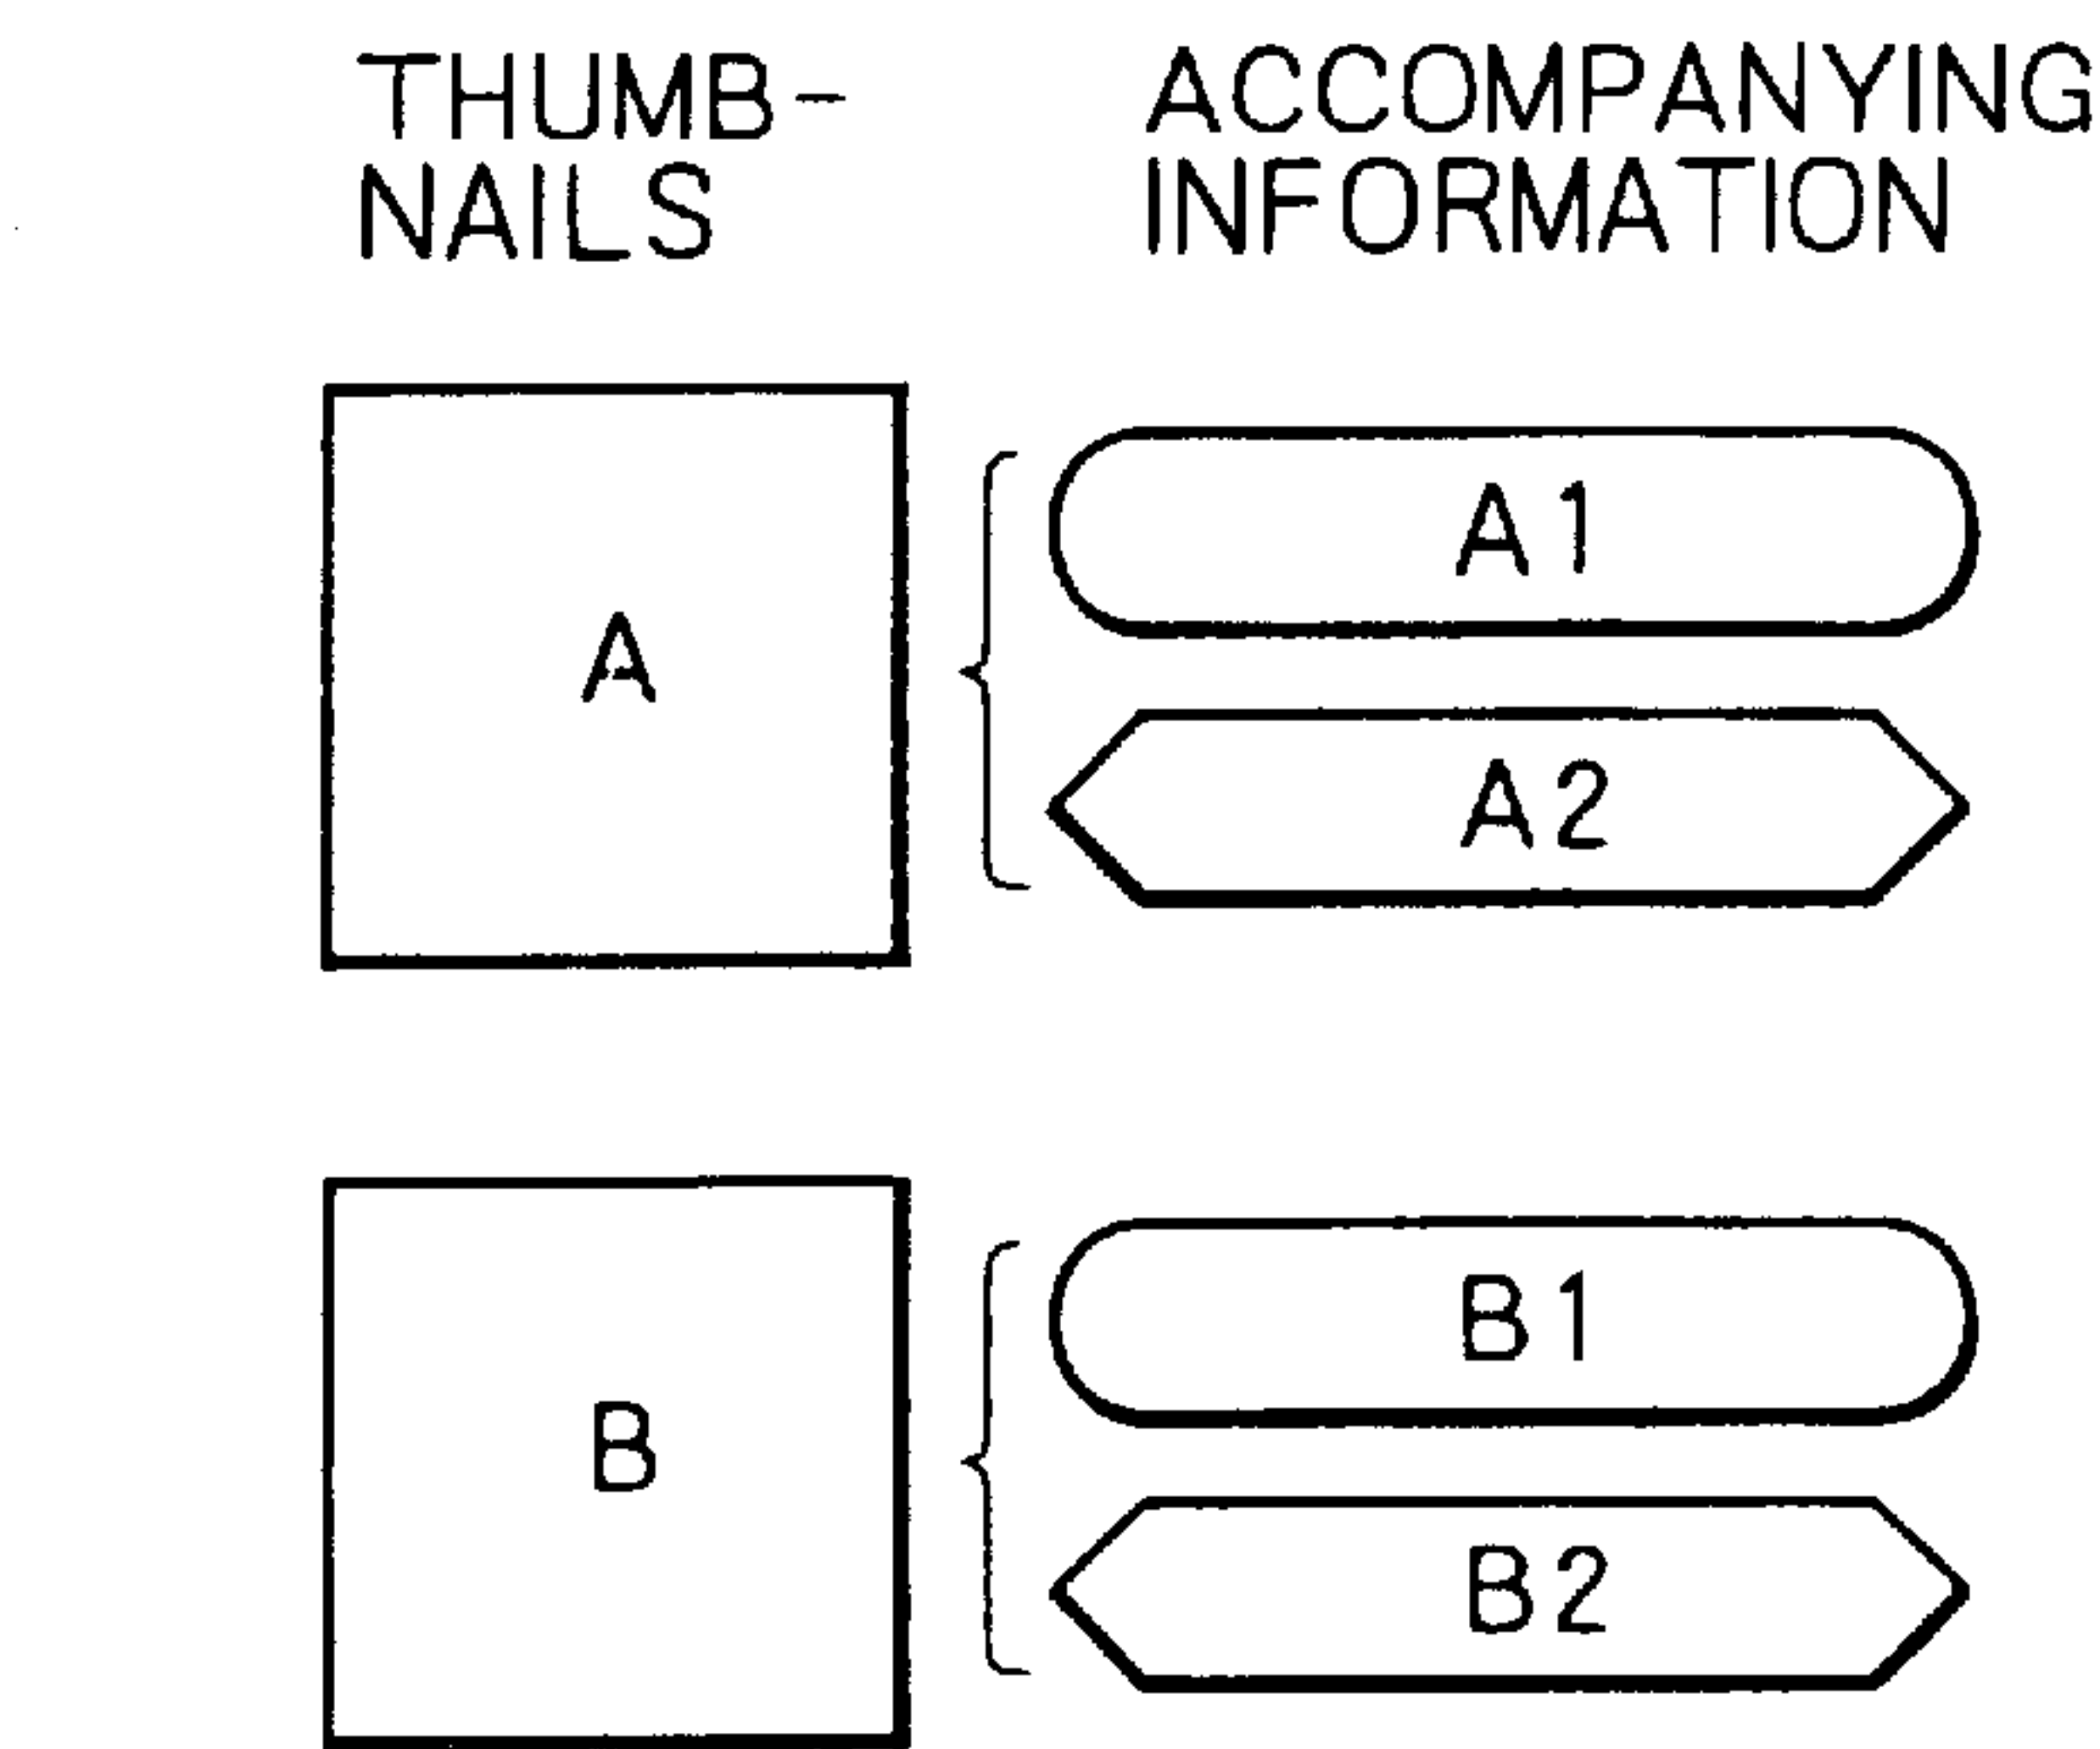 THUMB-
NAILS
ACCOMPANYING
INFORMATION
A
A1
A2
B
B1
B2